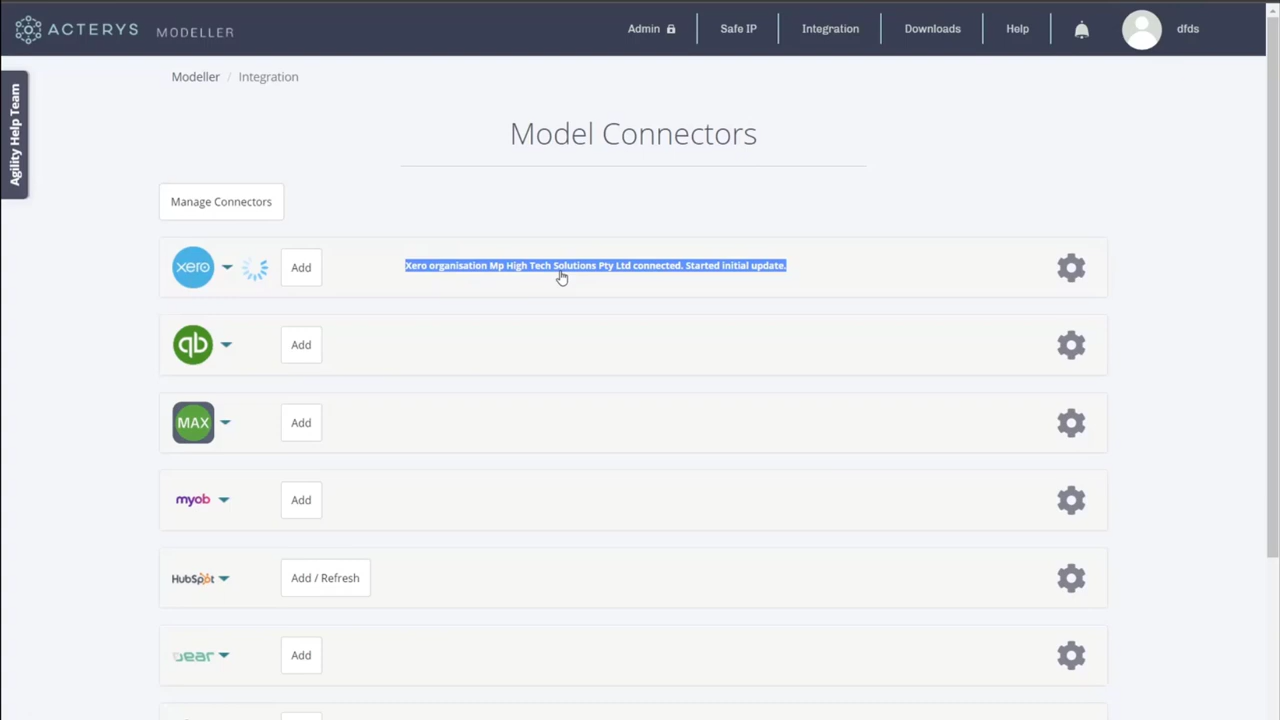 ACTERYS MODELLER
Admin
Safe IP
Integration
Downloads
Help
dfds
Agility Help Team
Modeller / Integration
Model Connectors
Manage Connectors
xero
Add
Xero organisation Mp High Tech Solutions Pty Ltd connected. Started initial update.
qb
Add
MAX
Add
myob
Add
HubSpot
Add / Refresh
Dear
Add